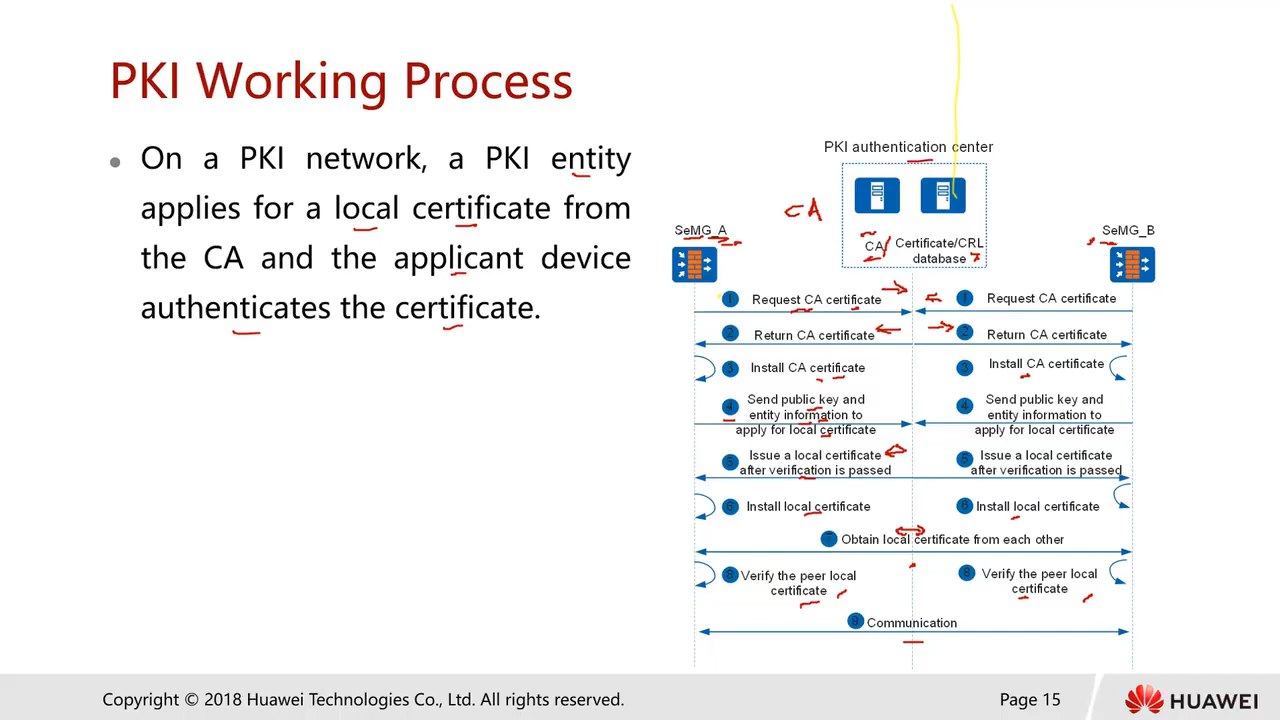 PKI Working Process
On a PKI network, a PKI entity
applies for a local certificate from
the CA and the applicant device
authenticates the certificate.
PKI authentication center
CA
SeMG_A
SeMG_B
CA
Certificate/CRL
database
1 Request CA certificate
1 Request CA certificate
2 Return CA certificate
2 Return CA certificate
3 Install CA certificate
3 Install CA certificate
4 Send public key and
entity information to
apply for local certificate
4 Send public key and
entity information to
apply for local certificate
5 Issue a local certificate
after verification is passed
5 Issue a local certificate
after verification is passed
6 Install local certificate
6 Install local certificate
7 Obtain local certificate from each other
8 Verify the peer local
certificate
8 Verify the peer local
certificate
9 Communication
Copyright © 2018 Huawei Technologies Co., Ltd. All rights reserved.
Page 15
HUAWEI